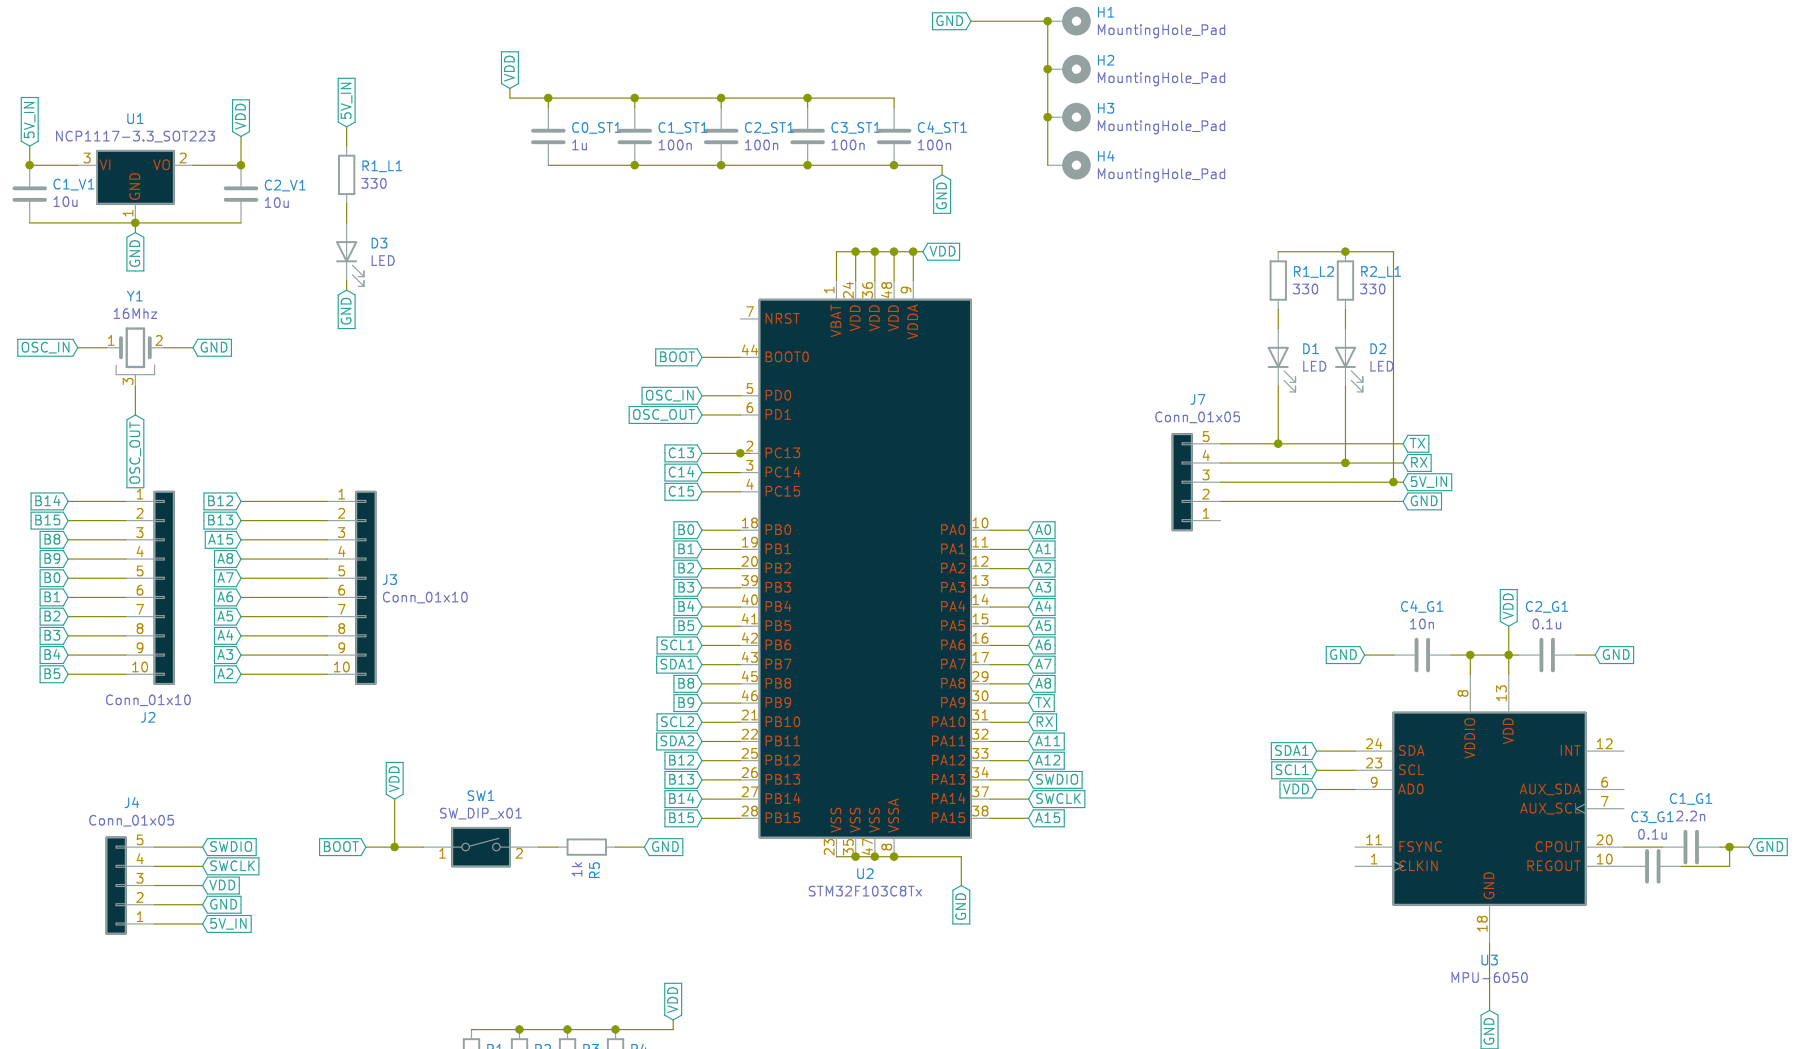 GND
H1
MountingHole_Pad
H2
MountingHole_Pad
H3
MountingHole_Pad
H4
MountingHole_Pad
5V_IN
U1
NCP1117-3.3_SOT223
VDD
3 VI VO 2
GND
1
C1_V1
10u
C2_V1
10u
GND
5V_IN
R1_L1
330
D3
LED
GND
VDD
C0_ST1
1u
C1_ST1
100n
C2_ST1
100n
C3_ST1
100n
C4_ST1
100n
GND
Y1
16Mhz
OSC_IN 1 2 GND
3
OSC_OUT
B14 1
B15 2
B8 3
B9 4
B0 5
B1 6
B2 7
B3 8
B4 9
B5 10
Conn_01x10
J2
B12 1
B13 2
A15 3
A8 4
A7 5
A6 6
A5 7
A4 8
A3 9
A2 10
J3
Conn_01x10
VDD
1 24 36 48 9
VBAT VDD VDD VDD VDDA
7 NRST
BOOT 44 BOOT0
OSC_IN 5 PD0
OSC_OUT 6 PD1
C13 2 PC13
C14 3 PC14
C15 4 PC15
B0 18 PB0 PA0 10 A0
B1 19 PB1 PA1 11 A1
B2 20 PB2 PA2 12 A2
B3 39 PB3 PA3 13 A3
B4 40 PB4 PA4 14 A4
B5 41 PB5 PA5 15 A5
SCL1 42 PB6 PA6 16 A6
SDA1 43 PB7 PA7 17 A7
B8 45 PB8 PA8 29 A8
B9 46 PB9 PA9 30 TX
SCL2 21 PB10 PA10 31 RX
SDA2 22 PB11 PA11 32 A11
B12 25 PB12 PA12 33 A12
B13 26 PB13 PA13 34 SWDIO
B14 27 PB14 PA14 37 SWCLK
B15 28 PB15 PA15 38 A15
VSS VSS VSS VSSA
23 35 47 8
U2
STM32F103C8Tx
GND
R1_L2
330
R2_L1
330
D1
LED
D2
LED
J7
Conn_01x05
5 TX
4 RX
3 5V_IN
2 GND
1
VDD
C4_G1
10n
C2_G1
0.1u
GND
GND
8 13
VDDIO VDD
SDA1 24 SDA INT 12
SCL1 23 SCL
VDD 9 AD0 AUX_SDA 6
AUX_SCL 7
C1_G1
2.2n
C3_G1
0.1u
11 FSYNC CPOUT 20 GND
1 CLKIN REGOUT 10
GND
18
U3
MPU-6050
GND
J4
Conn_01x05
5 SWDIO
4 SWCLK
3 VDD
2 GND
1 5V_IN
VDD
SW1
SW_DIP_x01
BOOT 1 2 GND
1k
R5
VDD
R1 R2 R3 R4